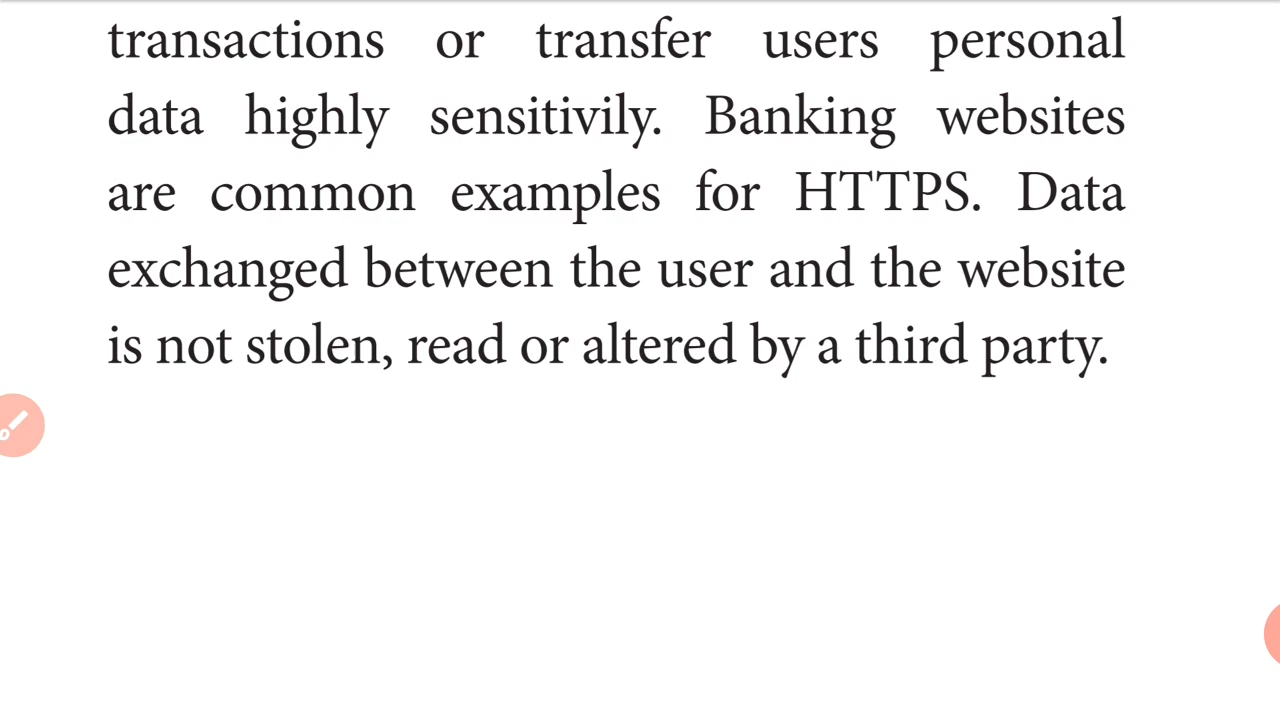 transactions or transfer users personal
data highly sensitivily. Banking websites
are common examples for HTTPS. Data
exchanged between the user and the website
is not stolen, read or altered by a third party.